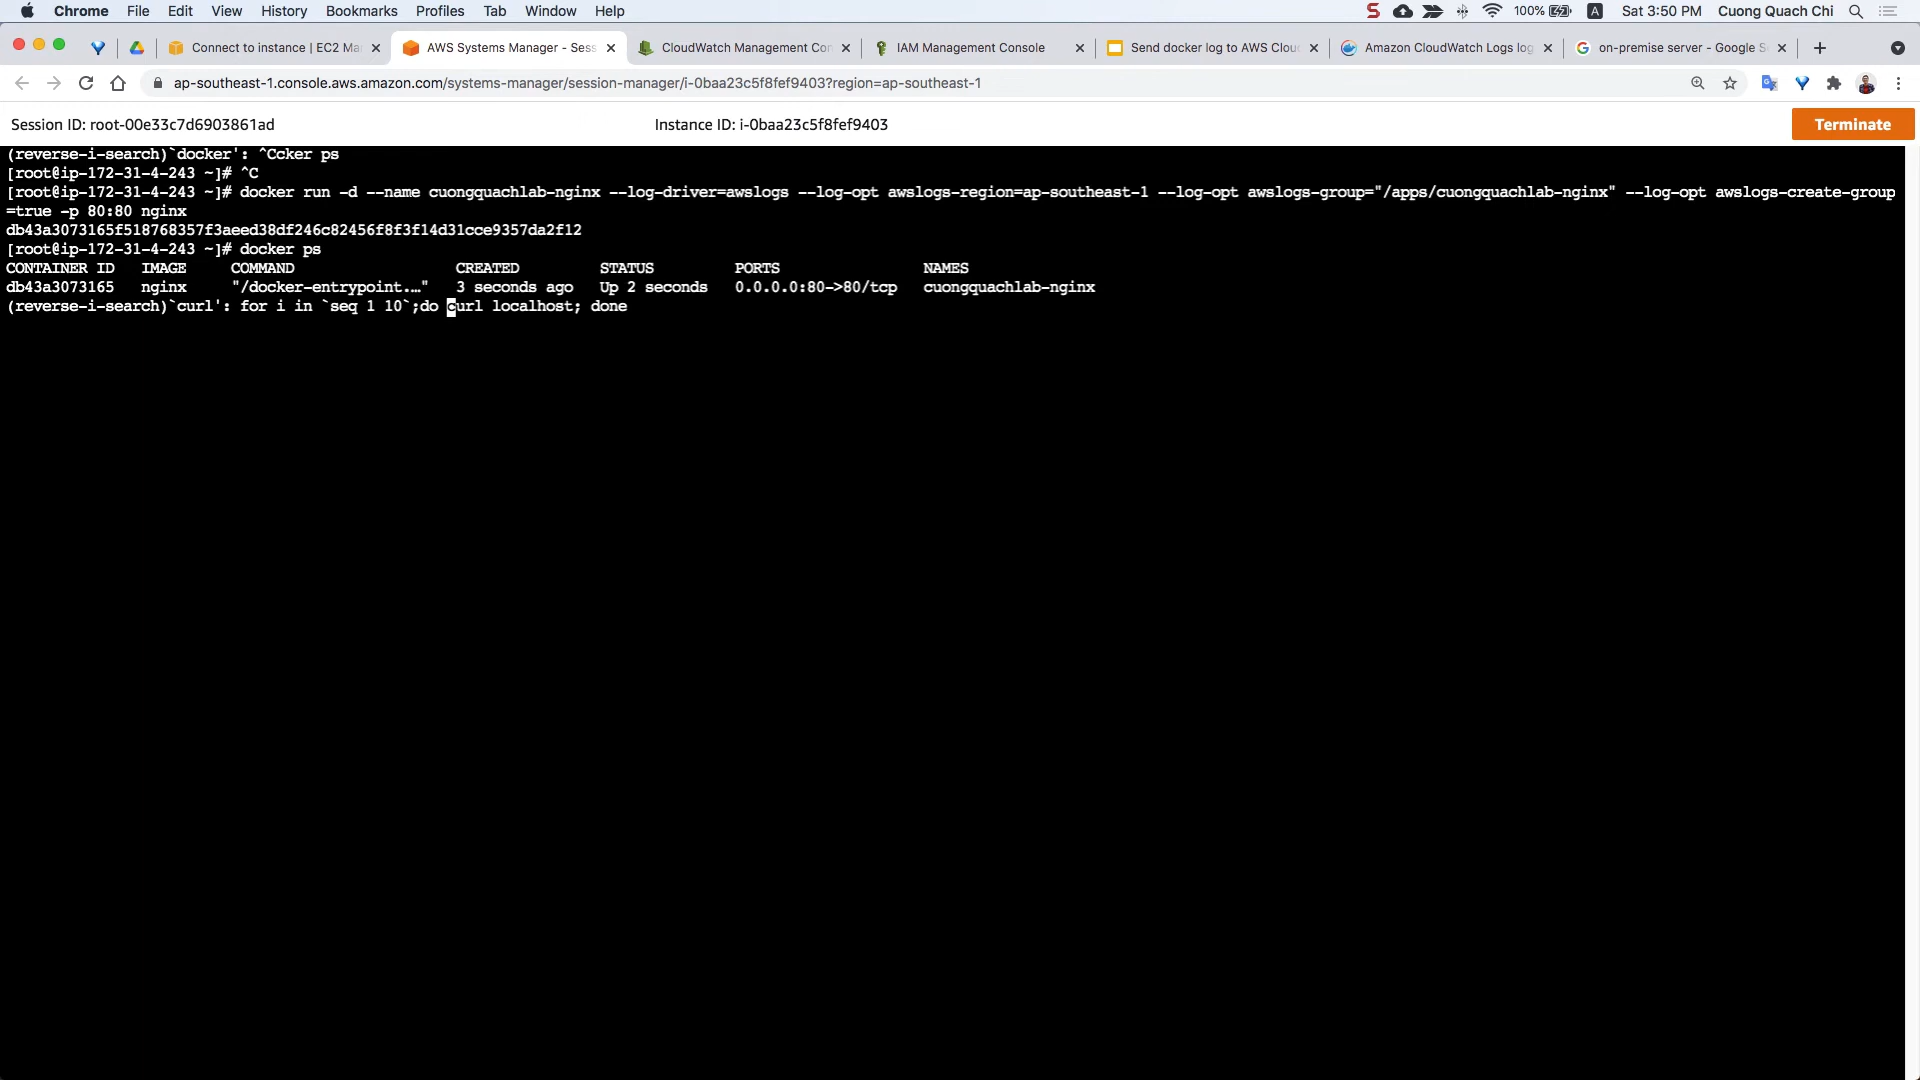 Chrome File Edit View History Bookmarks Profiles Tab Window Help 100% A Sat 3:50 PM Cuong Quach Chi
Connect to instance | EC2 Ma
AWS Systems Manager - Sess
CloudWatch Management Con
IAM Management Console
Send docker log to AWS Clou
Amazon CloudWatch Logs log
on-premise server - Google S
ap-southeast-1.console.aws.amazon.com/systems-manager/session-manager/i-0baa23c5f8fef9403?region=ap-southeast-1
Session ID: root-00e33c7d6903861ad Instance ID: i-0baa23c5f8fef9403 Terminate
(reverse-i-search)`docker': ^Ccker ps
[root@ip-172-31-4-243 ~]# ^C
[root@ip-172-31-4-243 ~]# docker run -d --name cuongquachlab-nginx --log-driver=awslogs --log-opt awslogs-region=ap-southeast-1 --log-opt awslogs-group="/apps/cuongquachlab-nginx" --log-opt awslogs-create-group
=true -p 80:80 nginx
db43a3073165f518768357f3aeed38df246c82456f8f3f14d31cce9357da2f12
[root@ip-172-31-4-243 ~]# docker ps
CONTAINER ID IMAGE COMMAND CREATED STATUS PORTS NAMES
db43a3073165 nginx "/docker-entrypoint.…" 3 seconds ago Up 2 seconds 0.0.0.0:80->80/tcp cuongquachlab-nginx
(reverse-i-search)`curl': for i in `seq 1 10`;do curl localhost; done